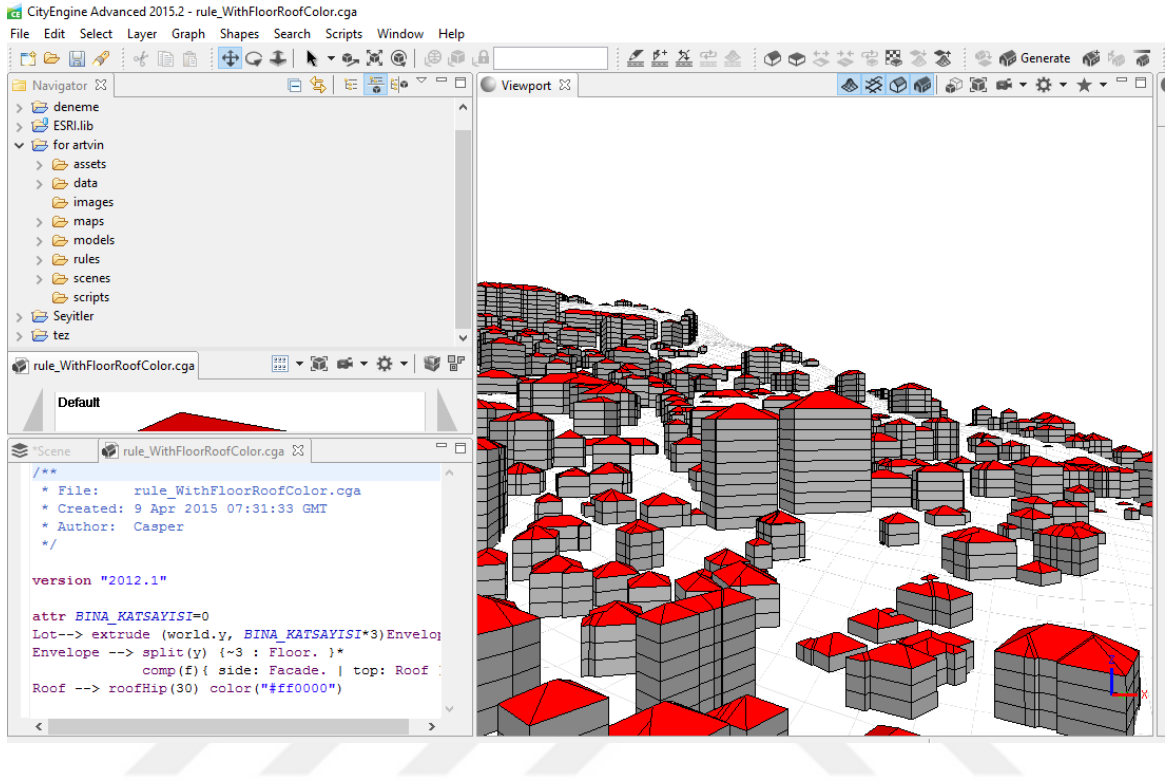 CityEngine Advanced 2015.2 - rule_WithFloorRoofColor.cga
File Edit Select Layer Graph Shapes Search Scripts Window Help
Generate
Navigator
deneme
ESRI.lib
for artvin
assets
data
images
maps
models
rules
scenes
scripts
Seyitler
tez
Viewport
rule_WithFloorRoofColor.cga
Default
*Scene
rule_WithFloorRoofColor.cga
/**
* File: rule_WithFloorRoofColor.cga
* Created: 9 Apr 2015 07:31:33 GMT
* Author: Casper
*/
version "2012.1"
attr BINA_KATSAYISI=0
Lot--> extrude (world.y, BINA_KATSAYISI*3)Envelop
Envelope --> split(y) {~3 : Floor. }*
comp(f){ side: Facade. | top: Roof
Roof --> roofHip(30) color("#ff0000")
X